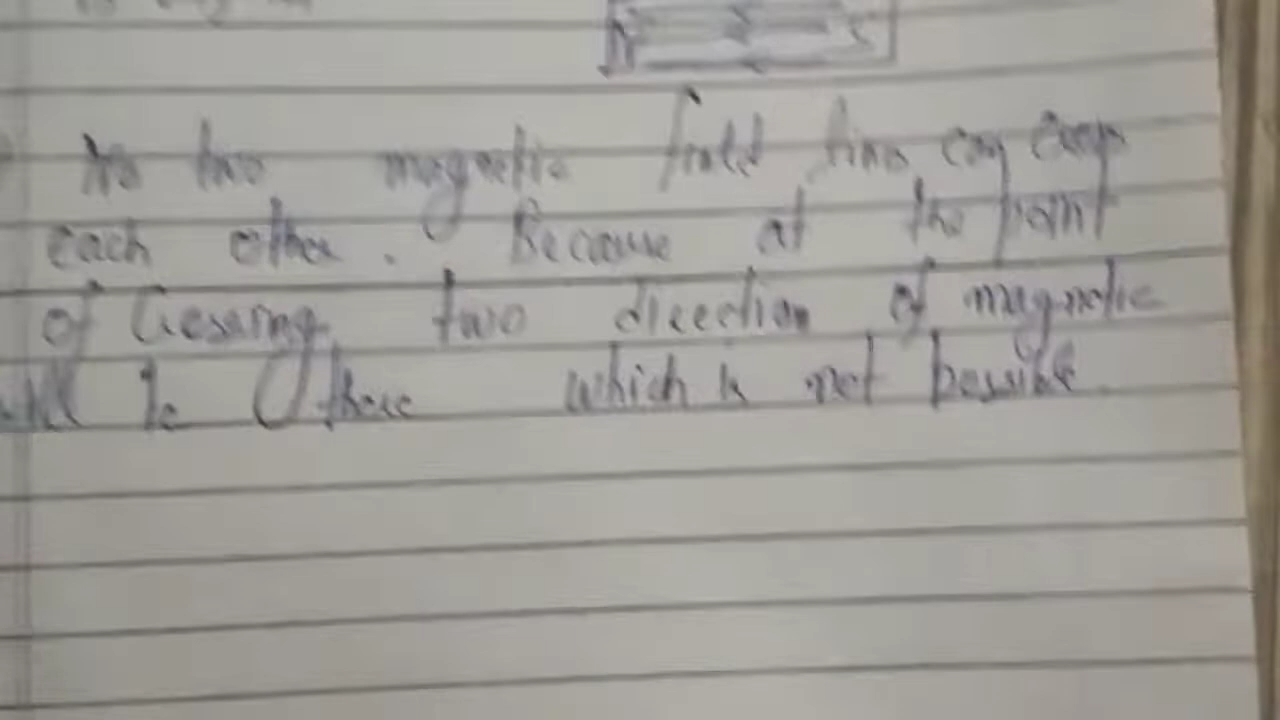 N S
No two magnetic field lines can
each other. Because at the point
of Crossing two direction of magnetic
will be there which is not possible